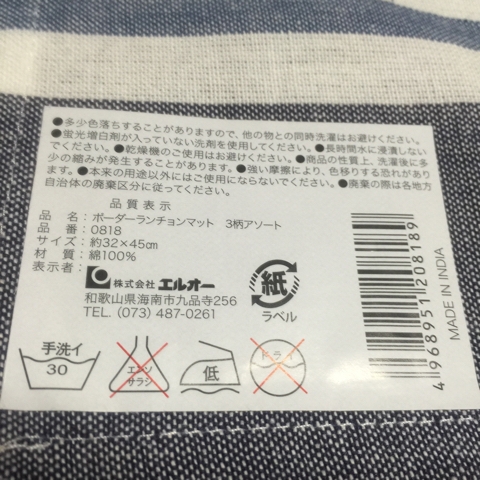 ●多少色落ちすることがありますので、他の物との同時洗濯はお避けください。
●蛍光増白剤が入っていない洗剤を使用してください。●長時間水に浸漬しない
でください。●乾燥機のご使用はお避けください。●商品の性質上、洗濯後に多
少の縮みが発生することがあります。●強い摩擦により、色移りする恐れがあり
ます。●本来の用途以外にはご使用にならないでください。●廃棄の際は各地方
自治体の廃棄区分に従ってください。
品質表示
品 名：ボーダーランチョンマット 3柄アソート
品 番：0818
サイズ：約32×45㎝
材 質：綿100%
表示者：
株式会社エルオー
和歌山県海南市九品寺256
TEL. (073) 487-0261
紙
ラベル
4968951208189
MADE IN INDIA
手洗イ
30
エンソ
サラシ
低
ドライ